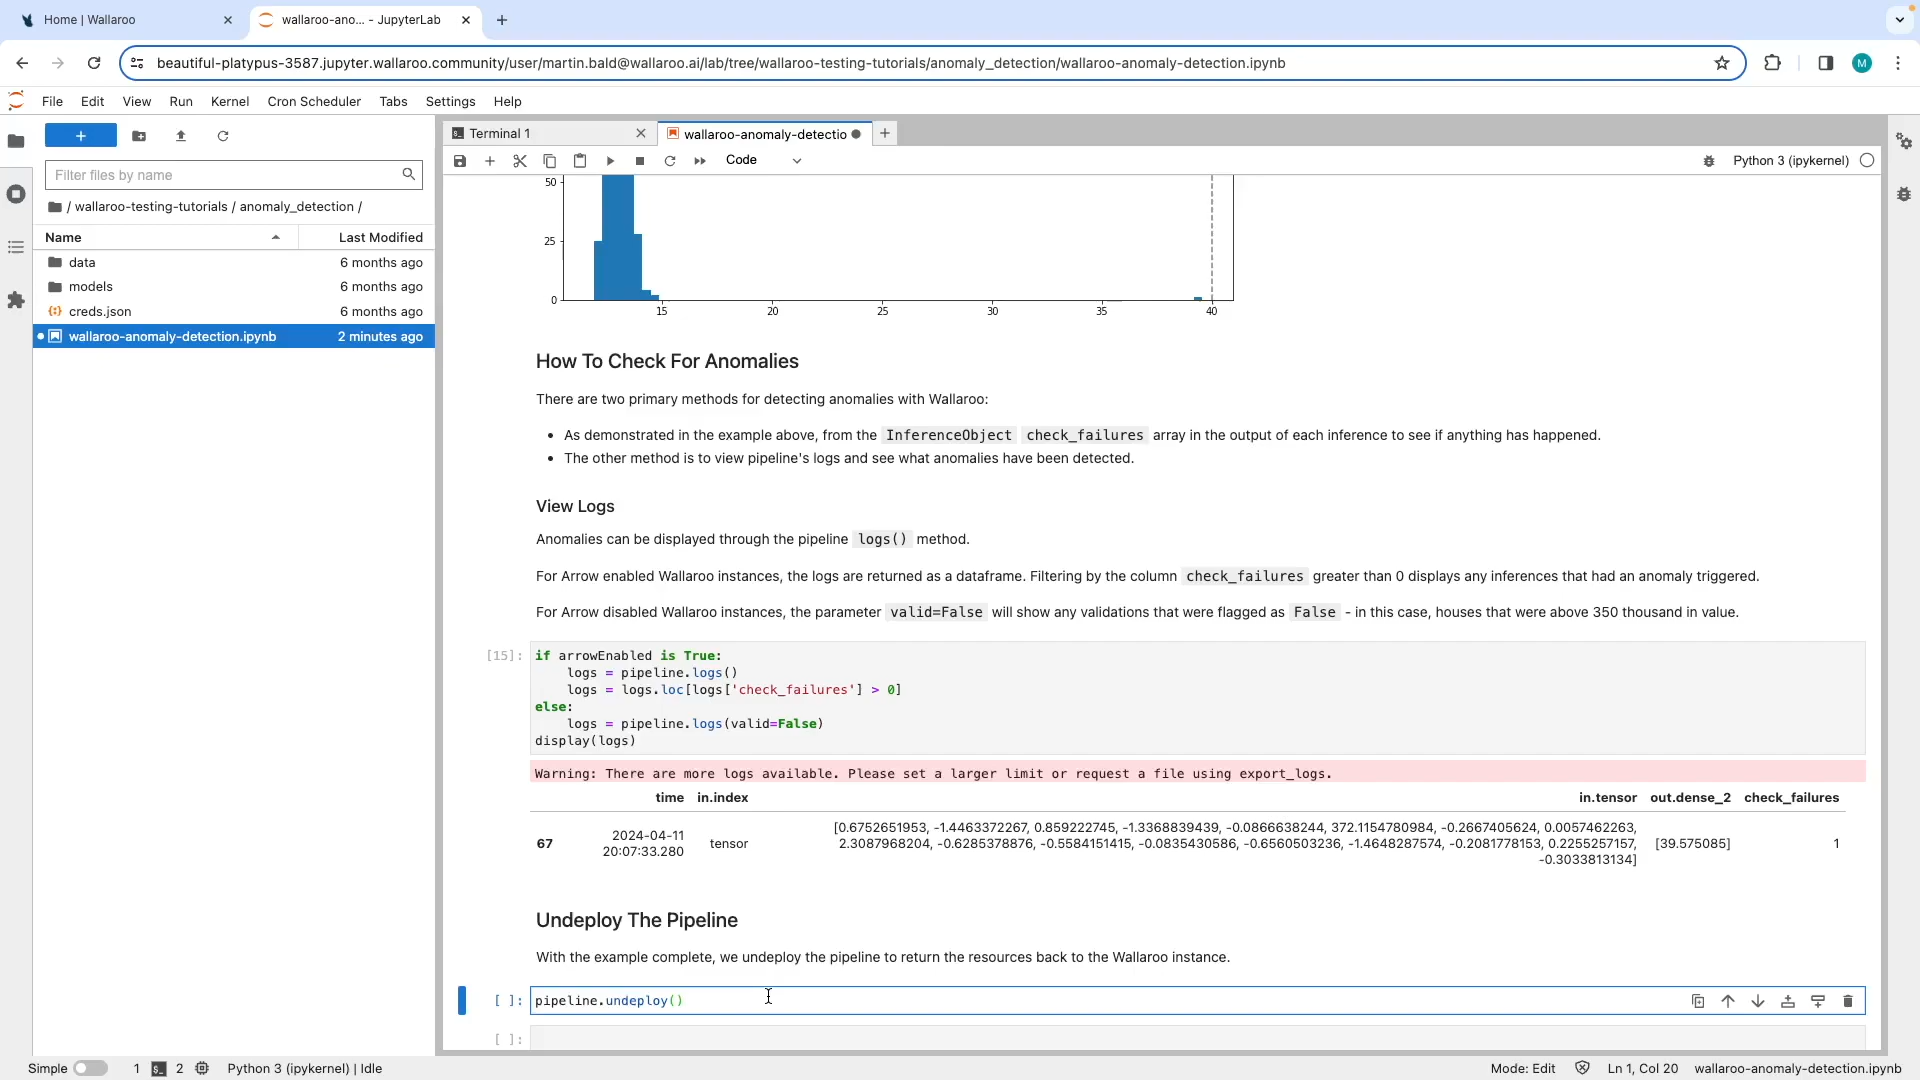 Home | Wallaroo
wallaroo-ano... - JupyterLab
beautiful-platypus-3587.jupyter.wallaroo.community/user/martin.bald@wallaroo.ai/lab/tree/wallaroo-testing-tutorials/anomaly_detection/wallaroo-anomaly-detection.ipynb
M
File Edit View Run Kernel Cron Scheduler Tabs Settings Help
Filter files by name
/ wallaroo-testing-tutorials / anomaly_detection /
Name Last Modified
data 6 months ago
models 6 months ago
creds.json 6 months ago
wallaroo-anomaly-detection.ipynb 2 minutes ago
Terminal 1
wallaroo-anomaly-detectio
Code
Python 3 (ipykernel)
50
25
0
15 20 25 30 35 40
How To Check For Anomalies
There are two primary methods for detecting anomalies with Wallaroo:
• As demonstrated in the example above, from the InferenceObject check_failures array in the output of each inference to see if anything has happened.
• The other method is to view pipeline's logs and see what anomalies have been detected.
View Logs
Anomalies can be displayed through the pipeline logs() method.
For Arrow enabled Wallaroo instances, the logs are returned as a dataframe. Filtering by the column check_failures greater than 0 displays any inferences that had an anomaly triggered.
For Arrow disabled Wallaroo instances, the parameter valid=False will show any validations that were flagged as False - in this case, houses that were above 350 thousand in value.
[15]: if arrowEnabled is True:
logs = pipeline.logs()
logs = logs.loc[logs['check_failures'] > 0]
else:
logs = pipeline.logs(valid=False)
display(logs)
Warning: There are more logs available. Please set a larger limit or request a file using export_logs.
time in.index in.tensor out.dense_2 check_failures
67 2024-04-11 20:07:33.280 tensor [0.6752651953, -1.4463372267, 0.859222745, -1.3368839439, -0.0866638244, 372.1154780984, -0.2667405624, 0.0057462263,
2.3087968204, -0.6285378876, -0.5584151415, -0.0835430586, -0.6560503236, -1.4648287574, -0.2081778153, 0.2255257157, [39.575085] 1
-0.3033813134]
Undeploy The Pipeline
With the example complete, we undeploy the pipeline to return the resources back to the Wallaroo instance.
[ ]: pipeline.undeploy()
[ ]:
Simple 1 $_ 2 Python 3 (ipykernel) | Idle
Mode: Edit Ln 1, Col 20 wallaroo-anomaly-detection.ipynb